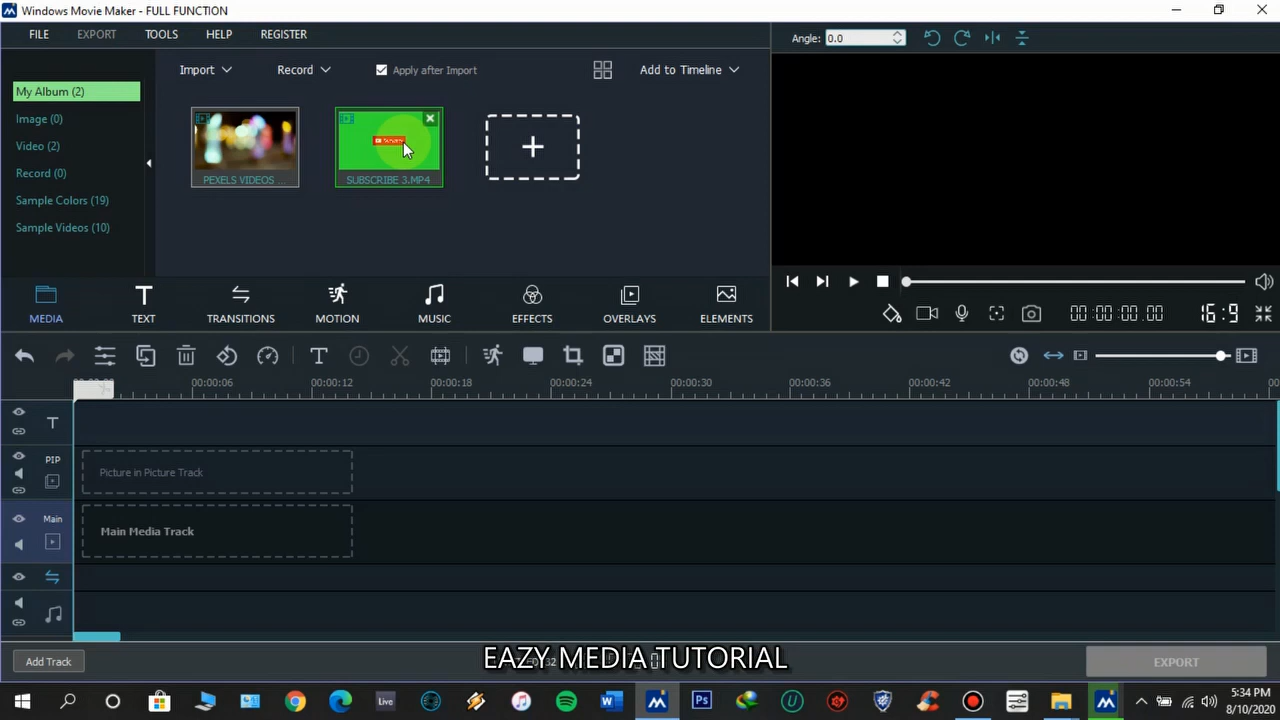 Windows Movie Maker - FULL FUNCTION
FILE EXPORT TOOLS HELP REGISTER
Angle: 0.0
Import Record Apply after Import Add to Timeline
My Album (2)
Image (0)
Video (2)
Record (0)
Sample Colors (19)
Sample Videos (10)
PEXELS VIDEOS ...
SUBSCRIBE 3.MP4
MEDIA TEXT TRANSITIONS MOTION MUSIC EFFECTS OVERLAYS ELEMENTS
00:00:00.00 16:9
00:00:06 00:00:12 00:00:18 00:00:24 00:00:30 00:00:36 00:00:42 00:00:48 00:00:54
PIP
Picture in Picture Track
Main
Main Media Track
Add Track
EAZY MEDIA TUTORIAL
EXPORT
Live
Ps
5:34 PM
8/10/2020